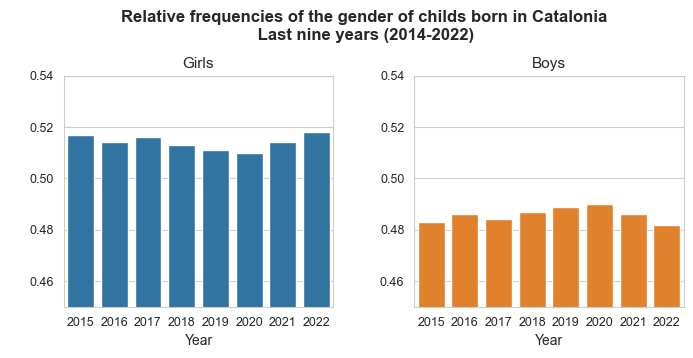 Relative frequencies of the gender of childs born in Catalonia
Last nine years (2014-2022)
Girls
0.54
0.52
0.50
0.48
0.46
2015 2016 2017 2018 2019 2020 2021 2022
Year
Boys
0.54
0.52
0.50
0.48
0.46
2015 2016 2017 2018 2019 2020 2021 2022
Year